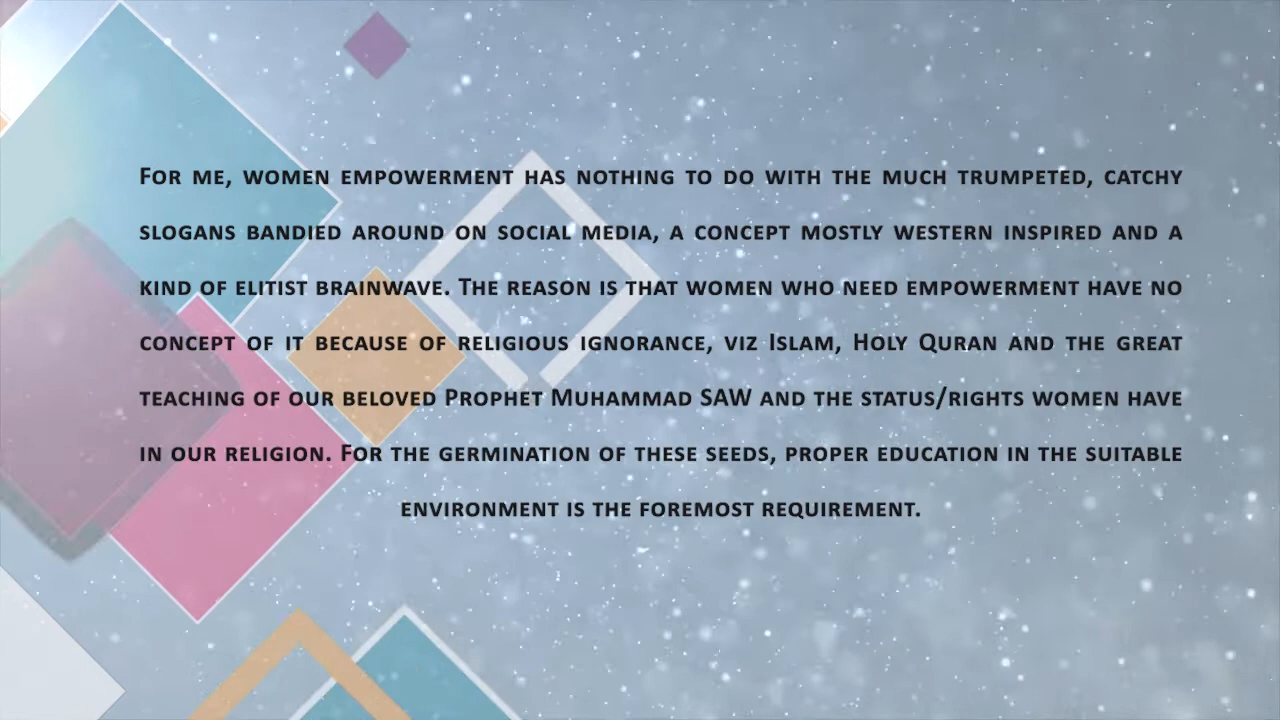 For me, women empowerment has nothing to do with the much trumpeted, catchy
slogans bandied around on social media, a concept mostly western inspired and a
kind of elitist brainwave. The reason is that women who need empowerment have no
concept of it because of religious ignorance, viz Islam, Holy Quran and the great
teaching of our beloved Prophet Muhammad SAW and the status/rights women have
in our religion. For the germination of these seeds, proper education in the suitable
environment is the foremost requirement.